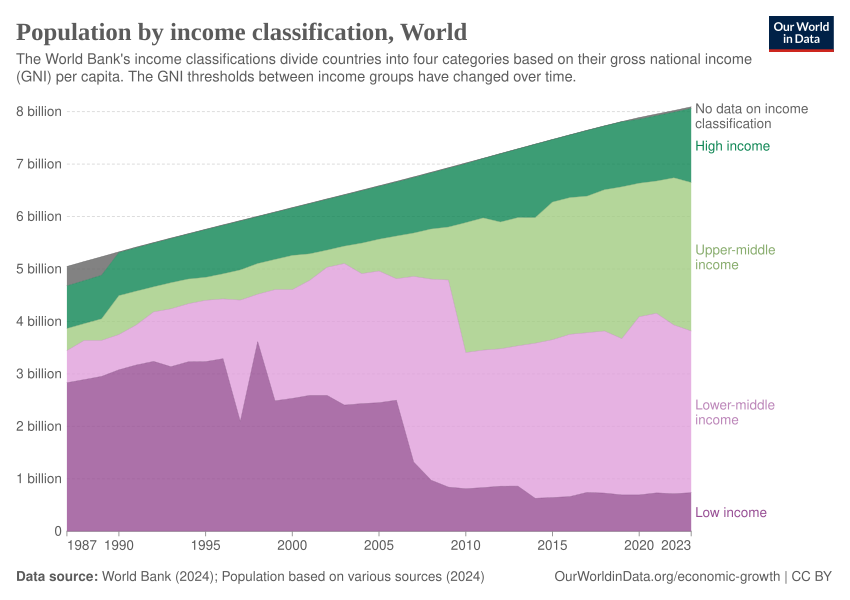 Population by income classification, World
Our World
in Data
The World Bank's income classifications divide countries into four categories based on their gross national income
(GNI) per capita. The GNI thresholds between income groups have changed over time.
8 billion
7 billion
6 billion
5 billion
4 billion
3 billion
2 billion
1 billion
0
No data on income
classification
High income
Upper-middle
income
Lower-middle
income
Low income
1987 1990 1995 2000 2005 2010 2015 2020 2023
Data source: World Bank (2024); Population based on various sources (2024)
OurWorldinData.org/economic-growth | CC BY